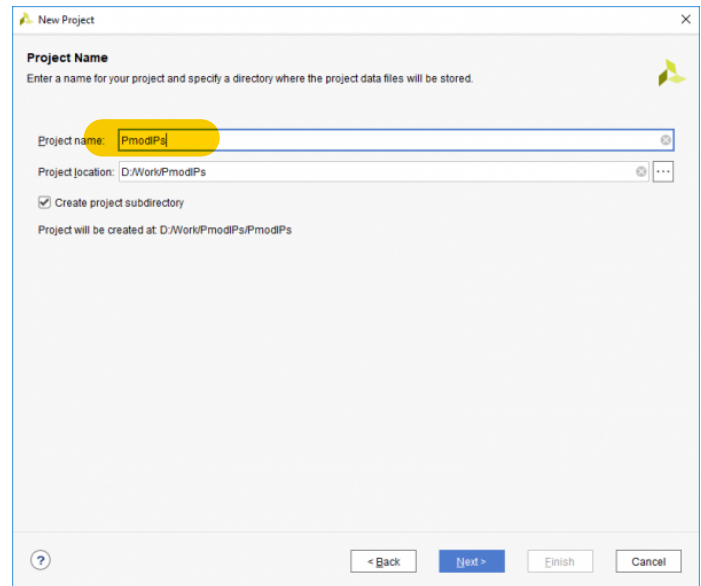 New Project
Project Name
Enter a name for your project and specify a directory where the project data files will be stored.
Project name: PmodIPs
Project location: D:/Work/PmodIPs
Create project subdirectory
Project will be created at: D:/Work/PmodIPs/PmodIPs
? < Back Next > Finish Cancel